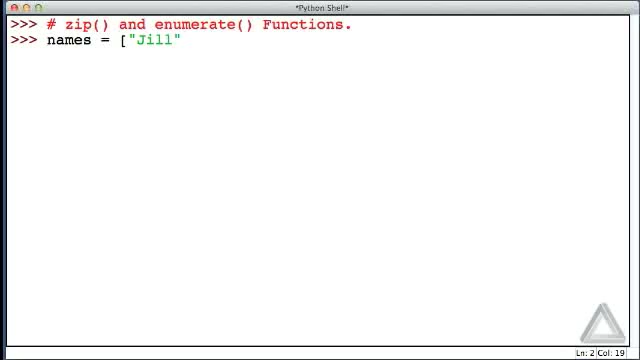 *Python Shell*
>>> # zip() and enumerate() Functions.
>>> names = ["Jill"
Ln: 2 Col: 19